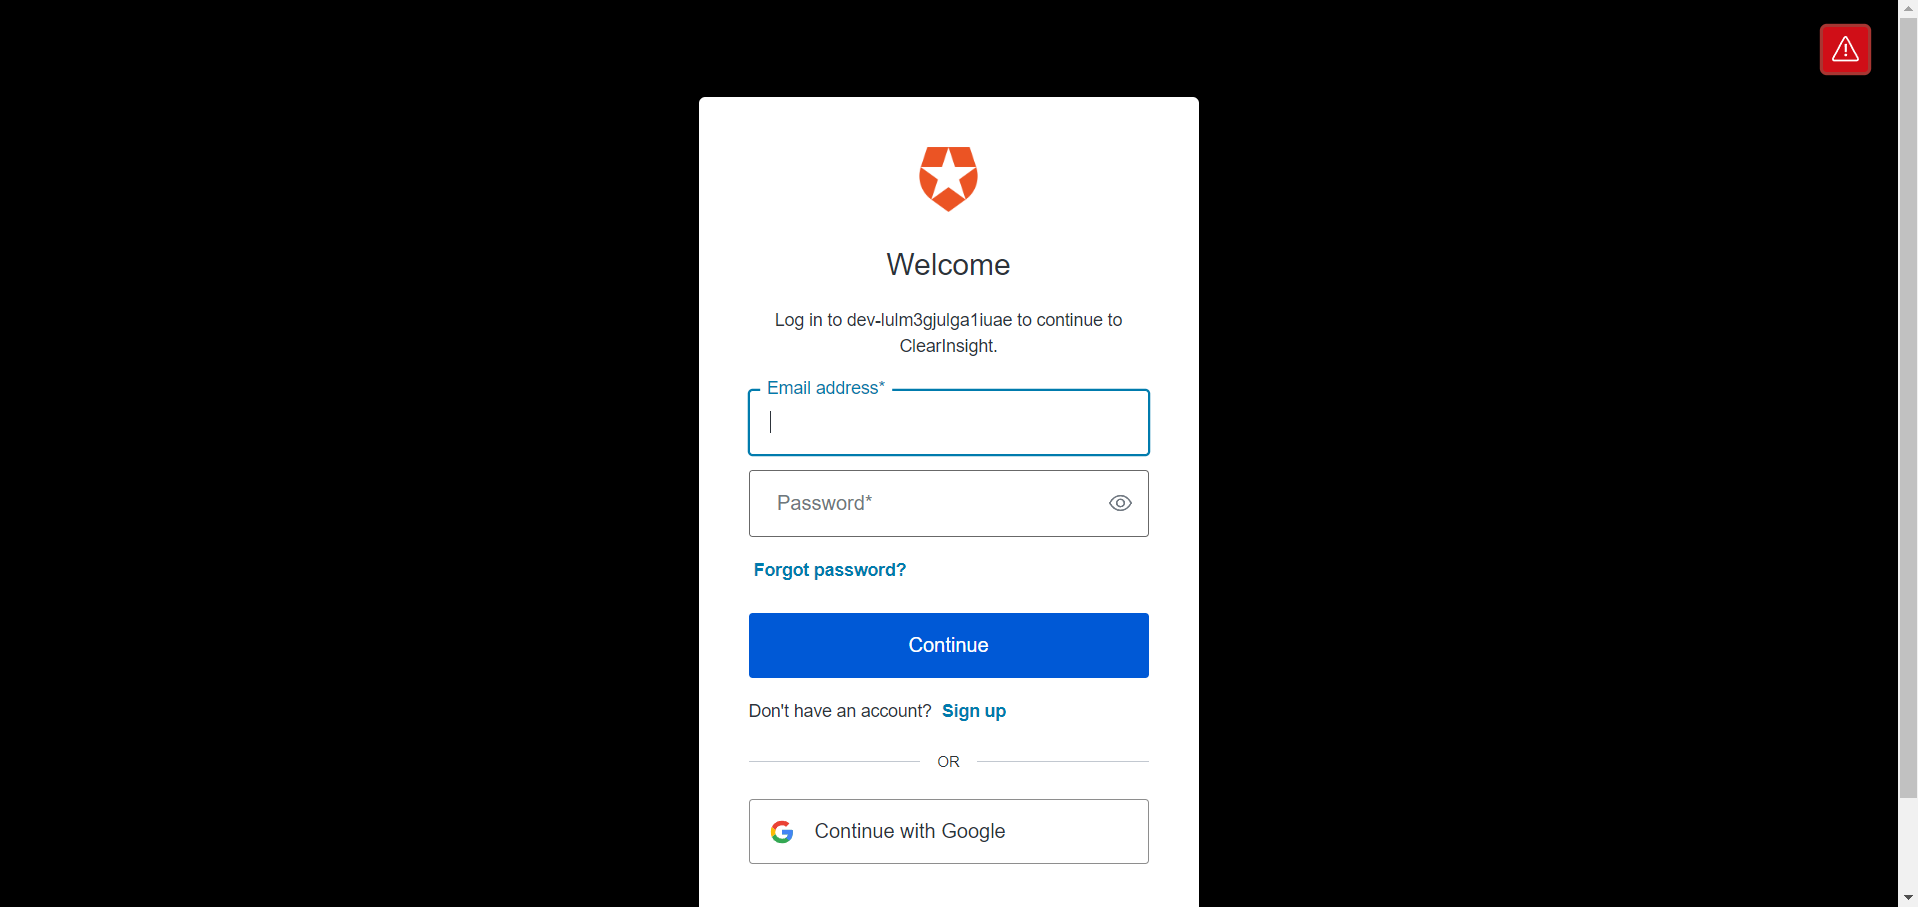 Welcome
Log in to dev-lulm3gjulga1iuae to continue to
ClearInsight.
Email address*
Password*
Forgot password?
Continue
Don't have an account? Sign up
OR
Continue with Google